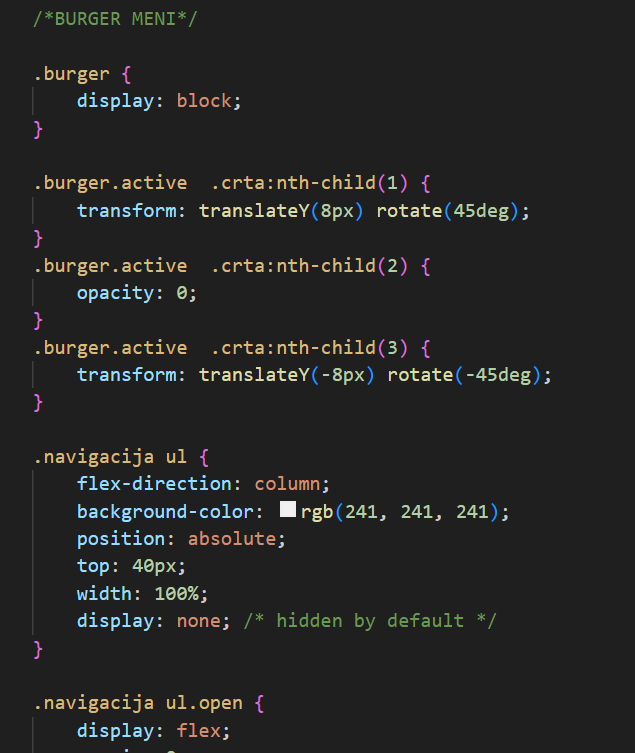 /*BURGER MENI*/
.burger {
display: block;
}
.burger.active  .crta:nth-child(1) {
transform: translateY(8px) rotate(45deg);
}
.burger.active  .crta:nth-child(2) {
opacity: 0;
}
.burger.active  .crta:nth-child(3) {
transform: translateY(-8px) rotate(-45deg);
}
.navigacija ul {
flex-direction: column;
background-color: rgb(241, 241, 241);
position: absolute;
top: 40px;
width: 100%;
display: none; /* hidden by default */
}
.navigacija ul.open {
display: flex;